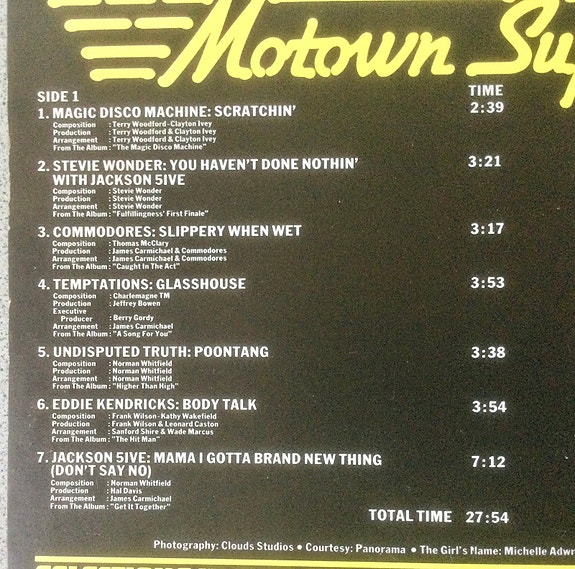 Motown Su
SIDE 1 TIME
1. MAGIC DISCO MACHINE: SCRATCHIN' 2:39
Composition : Terry Woodford-Clayton Ivey
Production : Terry Woodford & Clayton Ivey
Arrangement : Terry Woodford & Clayton Ivey
From The Album : "The Magic Disco Machine"
2. STEVIE WONDER: YOU HAVEN'T DONE NOTHIN' 3:21
WITH JACKSON 5IVE
Composition : Stevie Wonder
Production : Stevie Wonder
Arrangement : Stevie Wonder
From The Album : "Fulfillingness' First Finale"
3. COMMODORES: SLIPPERY WHEN WET 3:17
Composition : Thomas McClary
Production : James Carmichael & Commodores
Arrangement : James Carmichael & Commodores
From The Album : "Caught In The Act"
4. TEMPTATIONS: GLASSHOUSE 3:53
Composition : Charlemagne TM
Production : Jeffrey Bowen
Executive
Producer : Berry Gordy
Arrangement : James Carmichael
From The Album : "A Song For You"
5. UNDISPUTED TRUTH: POONTANG 3:38
Composition : Norman Whitfield
Production : Norman Whitfield
Arrangement : Norman Whitfield
From The Album : "Higher Than High"
6. EDDIE KENDRICKS: BODY TALK 3:54
Composition : Frank Wilson-Kathy Wakefield
Production : Frank Wilson & Leonard Caston
Arrangement : Sanford Shire & Wade Marcus
From The Album : "The Hit Man"
7. JACKSON 5IVE: MAMA I GOTTA BRAND NEW THING 7:12
(DON'T SAY NO)
Composition : Norman Whitfield
Production : Hal Davis
Arrangement : James Carmichael
From The Album : "Get It Together"
TOTAL TIME 27:54
Photography: Clouds Studios • Courtesy: Panorama • The Girl's Name: Michelle Adwr